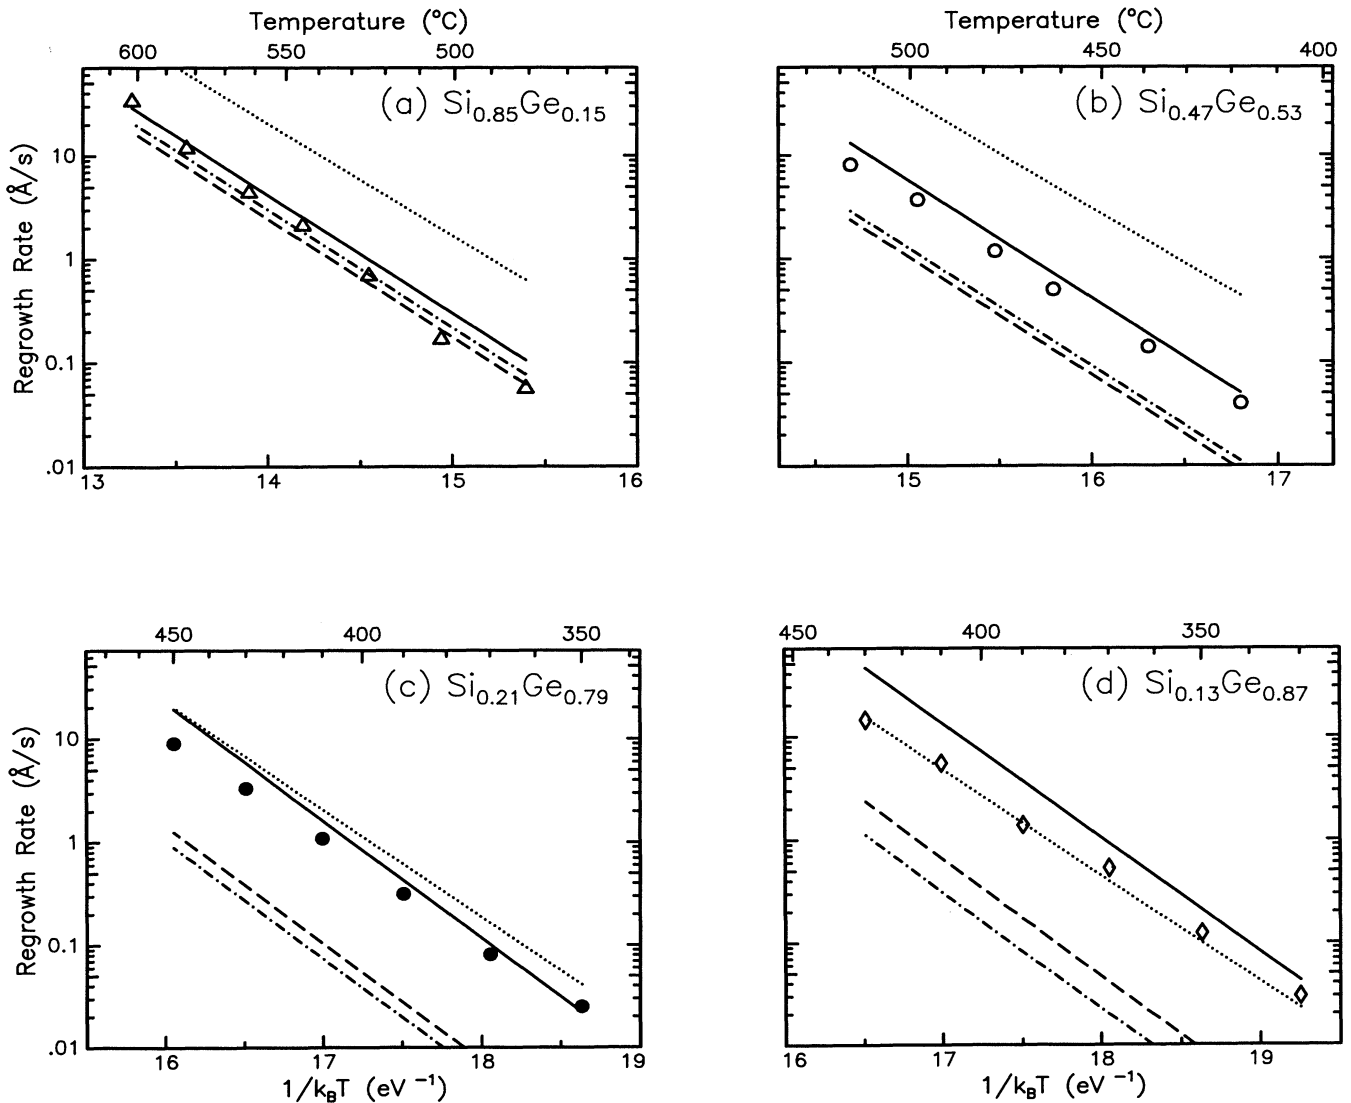 Temperature (°C)
600 550 500
(a) Si0.85Ge0.15
Regrowth Rate (Å/s)
10
1
0.1
.01
13 14 15 16
Temperature (°C)
500 450 400
(b) Si0.47Ge0.53
15 16 17
450 400 350
(c) Si0.21Ge0.79
Regrowth Rate (Å/s)
10
1
0.1
.01
16 17 18 19
1/kBT (eV⁻¹)
450 400 350
(d) Si0.13Ge0.87
16 17 18 19
1/kBT (eV⁻¹)